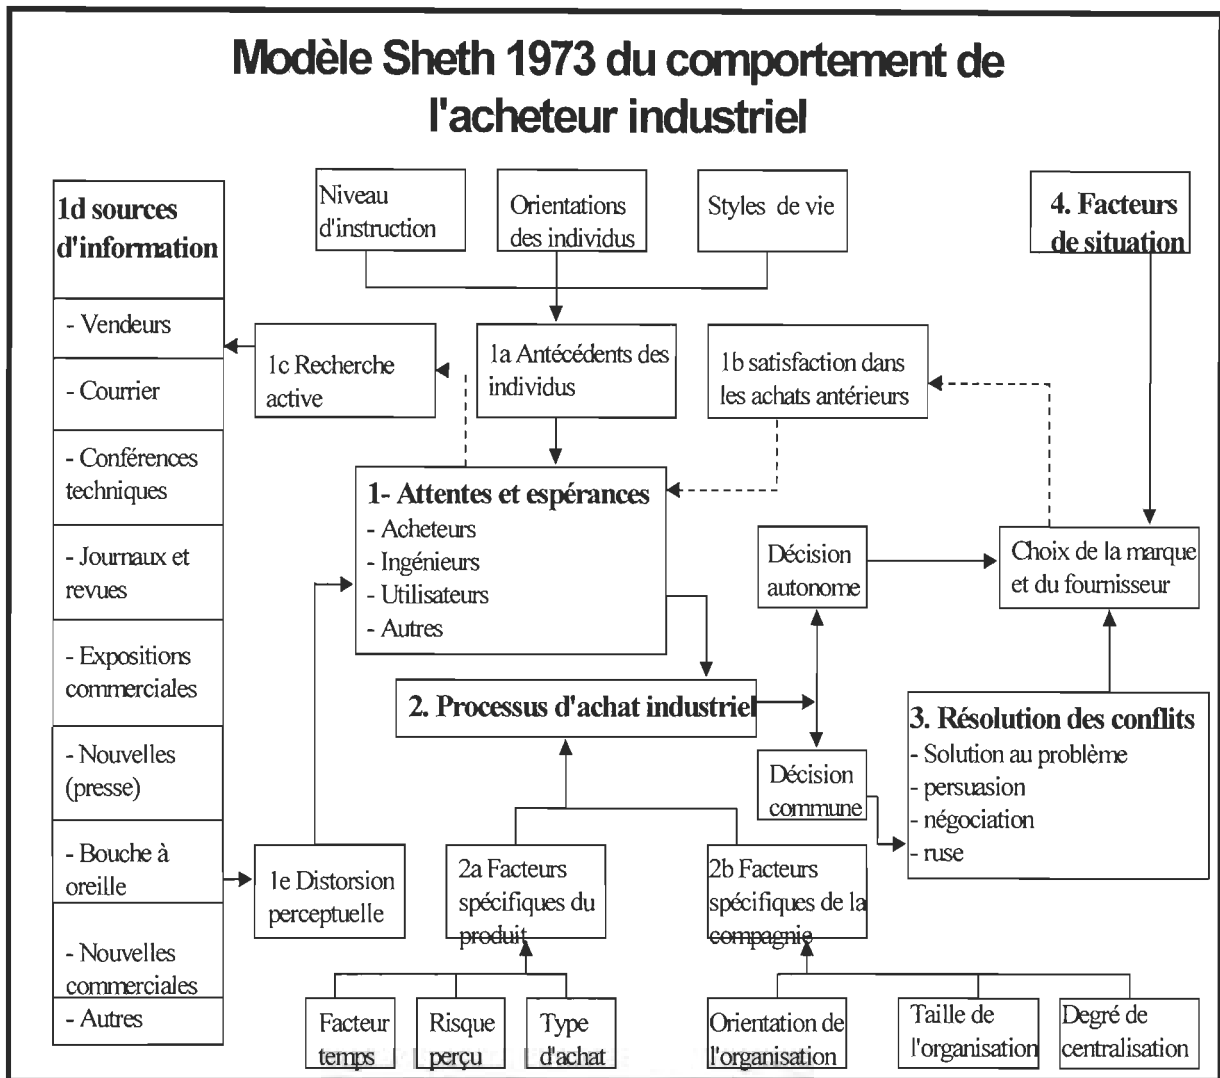 Modèle Sheth 1973 du comportement de
l'acheteur industriel
1d sources
d'information
- Vendeurs
- Courrier
- Conférences
techniques
- Journaux et
revues
- Expositions
commerciales
- Nouvelles
(presse)
- Bouche à
oreille
- Nouvelles
commerciales
- Autres
Niveau
d'instruction
Orientations
des individus
Styles de vie
4. Facteurs
de situation
1c Recherche
active
1a Antécédents des
individus
1b satisfaction dans
les achats antérieurs
1- Attentes et espérances
- Acheteurs
- Ingénieurs
- Utilisateurs
- Autres
Décision
autonome
Choix de la marque
et du fournisseur
2. Processus d'achat industriel
3. Résolution des conflits
- Solution au problème
- persuasion
- négociation
- ruse
Décision
commune
1e Distorsion
perceptuelle
2a Facteurs
spécifiques du
produit
2b Facteurs
spécifiques de la
compagnie
Facteur
temps
Risque
perçu
Type
d'achat
Orientation de
l'organisation
Taille de
l'organisation
Degré de
centralisation